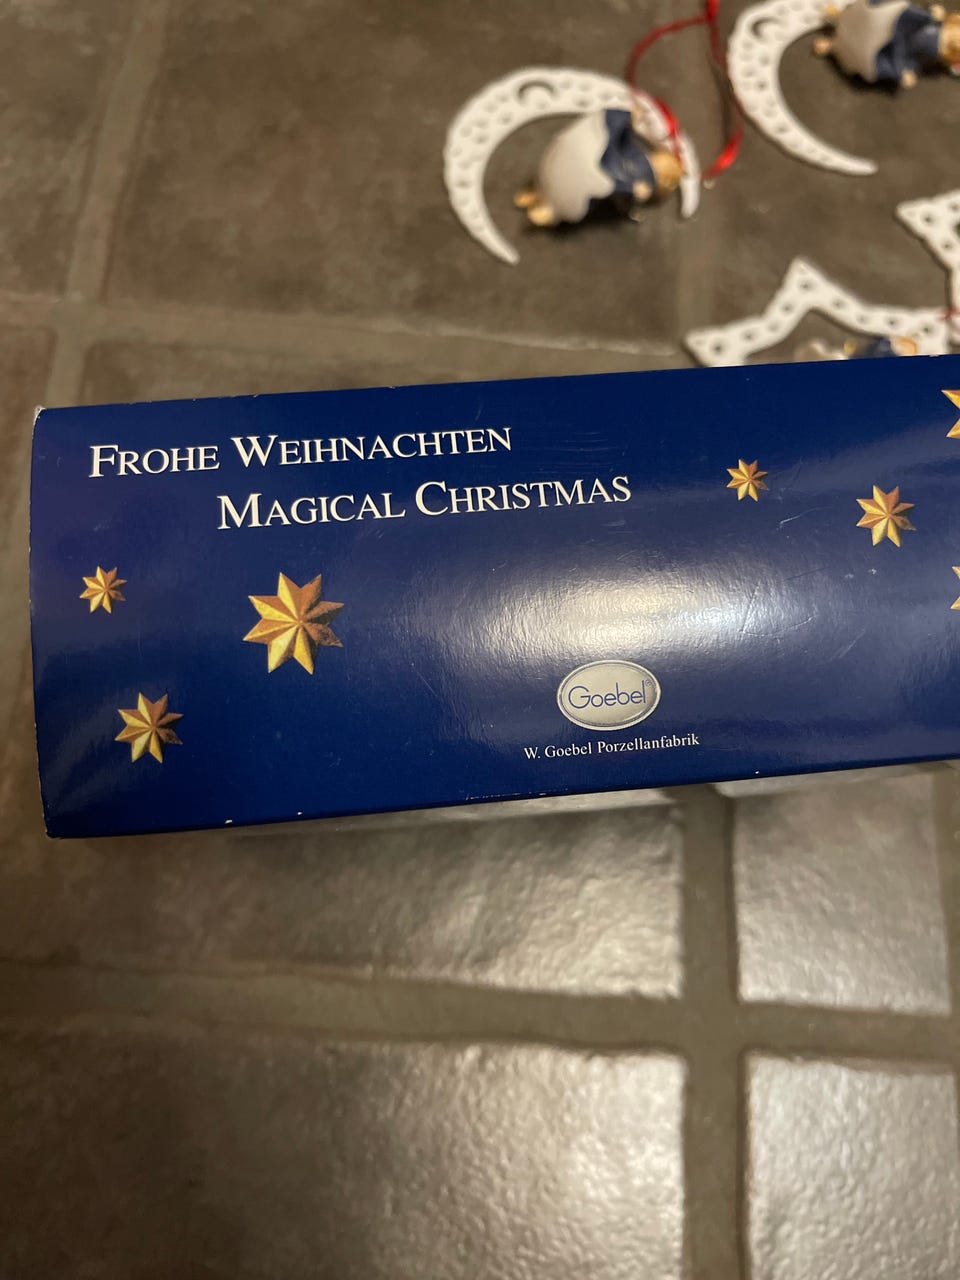 FROHE WEIHNACHTEN
MAGICAL CHRISTMAS
Goebel®
W. Goebel Porzellanfabrik